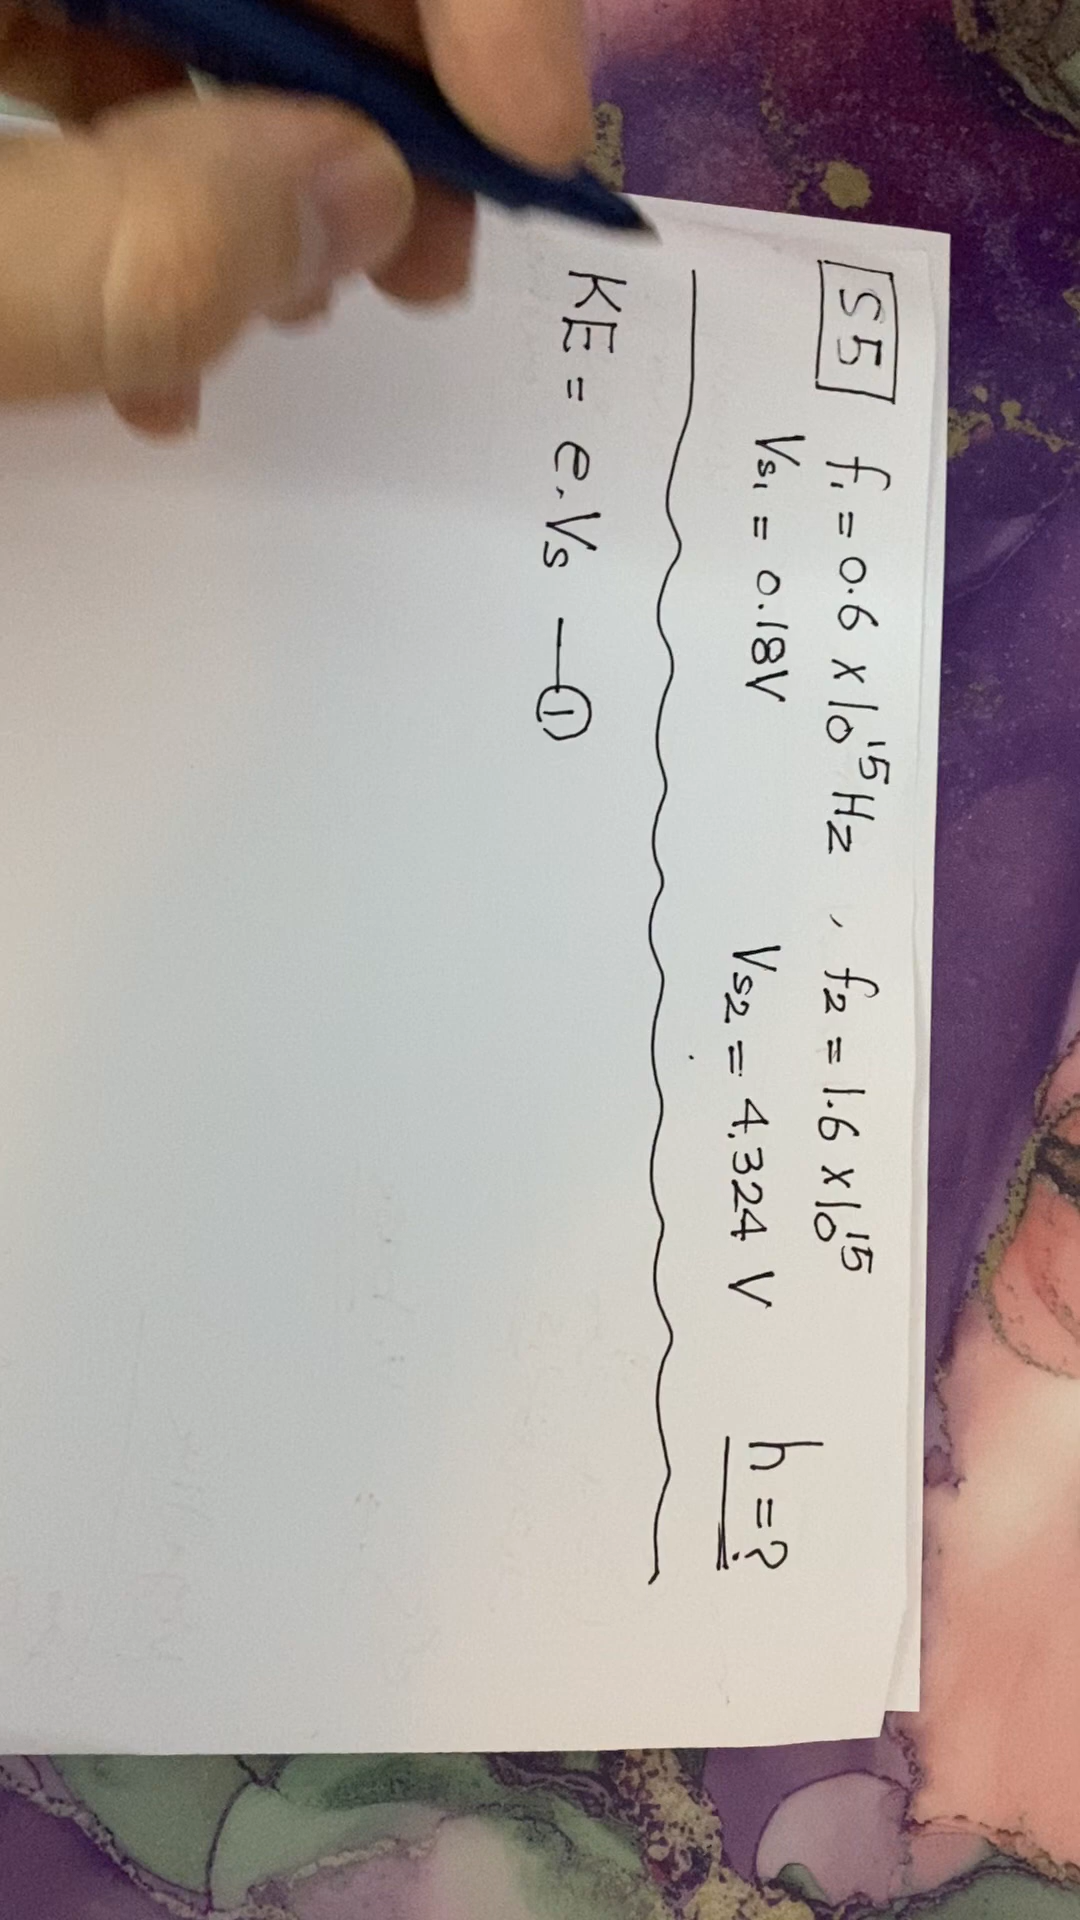 S5 f₁ = 0.6 x 10¹⁵ Hz , f₂ = 1.6 x 10¹⁵
Vs₁ = 0.18V Vs₂ = 4.324 V h = ?
KE = e.Vs —①